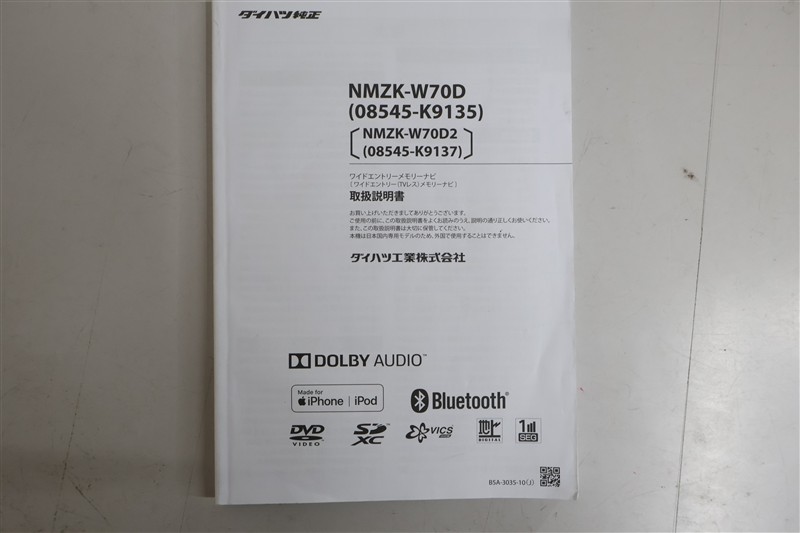 ダイハツ純正
NMZK-W70D
(08545-K9135)
NMZK-W70D2
(08545-K9137)
ワイドエントリーメモリーナビ
(ワイドエントリー(TVレス)メモリーナビ)
取扱説明書
お買い上げいただきましてありがとうございます。
ご使用の前に、この取扱説明書をよくお読みのうえ、説明の通り正しくお使いください。
また、この取扱説明書は大切に保管してください。
本機は日本国内専用モデルのため、外国で使用することはできません。
ダイハツ工業株式会社
DOLBY AUDIO™
Made for
iPhone | iPod
Bluetooth®
DVD VIDEO™ SD XC VICS 地上 DIGITAL 1 SEG
B5A-3035-10(J)